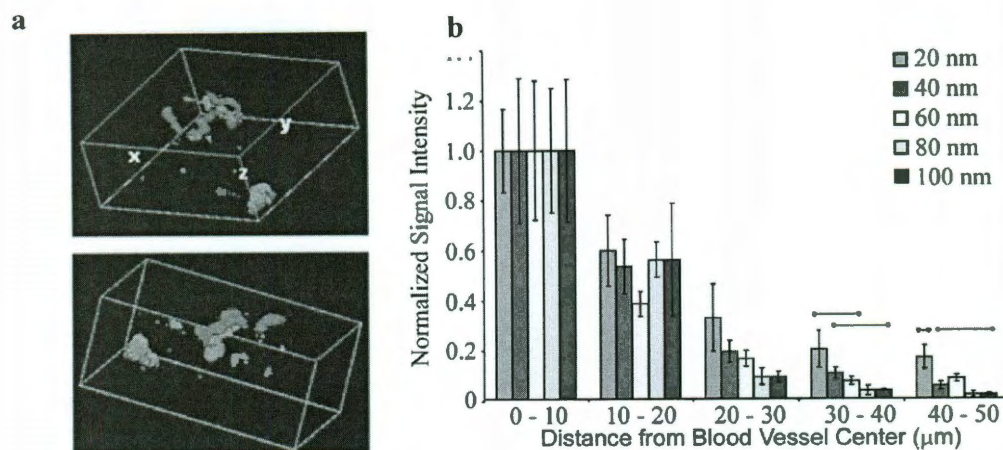 a
x
y
z
b
Normalized Signal Intensity
1.2
1.0
0.6
0.4
0.2
0
20 nm
40 nm
60 nm
80 nm
100 nm
0 - 10
10 - 20
20 - 30
30 - 40
40 - 50
Distance from Blood Vessel Center (μm)